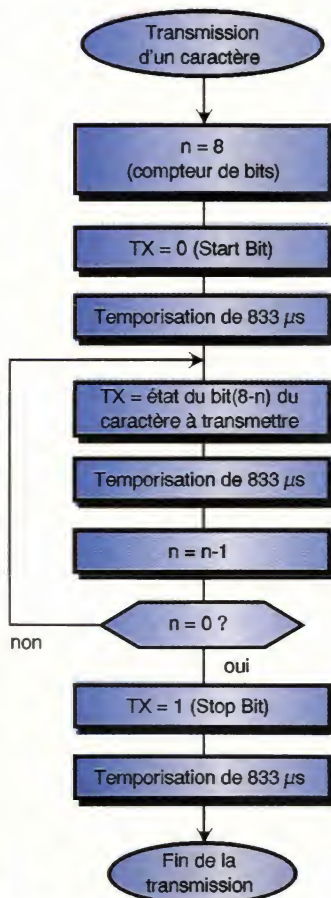 Transmission
d'un caractère
n = 8
(compteur de bits)
TX = 0 (Start Bit)
Temporisation de 833 µs
TX = état du bit(8-n) du
caractère à transmettre
Temporisation de 833 µs
n = n-1
n = 0 ?
non
oui
TX = 1 (Stop Bit)
Temporisation de 833 µs
Fin de la
transmission